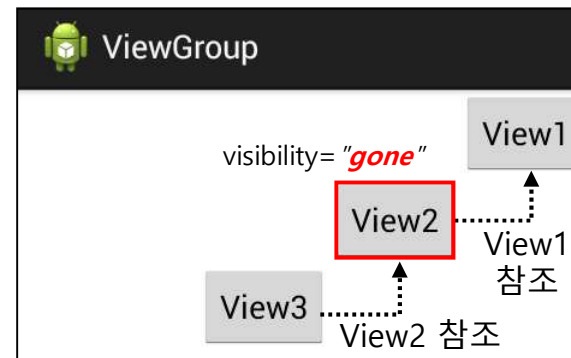 ViewGroup
View1
visibility= "gone"
View2
View1
참조
View3
View2 참조